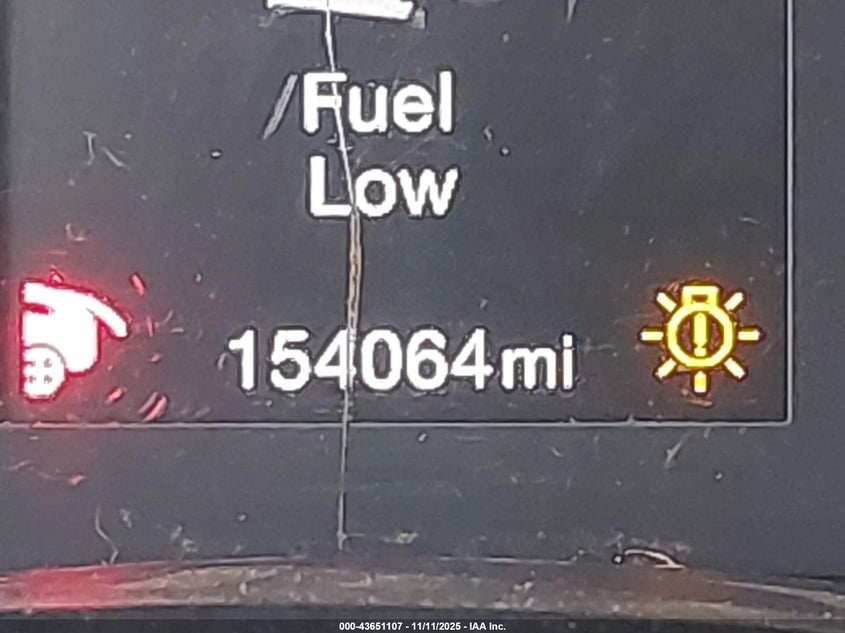 Fuel
Low
154064mi
000-43651107 - 11/11/2025 - IAA Inc.